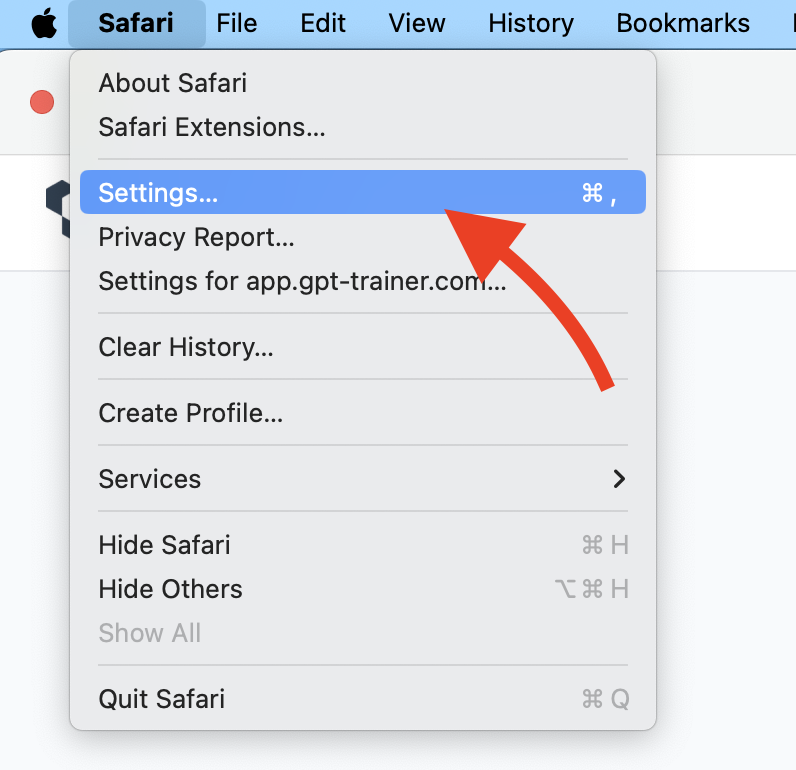 Safari File Edit View History Bookmarks
About Safari
Safari Extensions...
Settings... ⌘ ,
Privacy Report...
Settings for app.gpt-trainer.com...
Clear History...
Create Profile...
Services
Hide Safari ⌘ H
Hide Others ⌥ ⌘ H
Show All
Quit Safari ⌘ Q